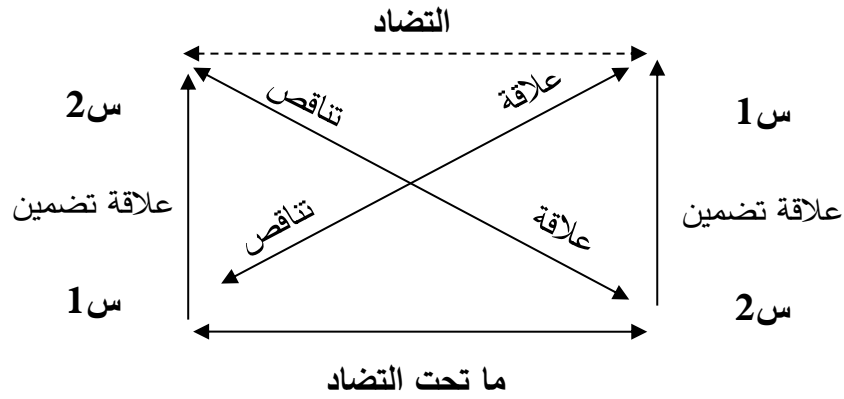 التضاد
علاقة
تناقص
س1
س2
علاقة تضمين
علاقة تضمين
علاقة
تناقص
س2
س1
ما تحت التضاد